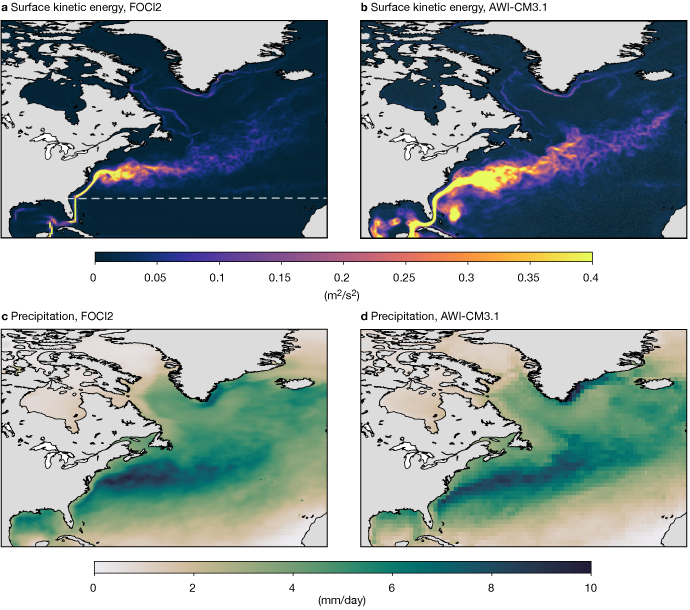 a Surface kinetic energy, FOCI2
b Surface kinetic energy, AWI-CM3.1
0 0.05 0.1 0.15 0.2 0.25 0.3 0.35 0.4
(m²/s²)
c Precipitation, FOCI2
d Precipitation, AWI-CM3.1
0 2 4 6 8 10
(mm/day)